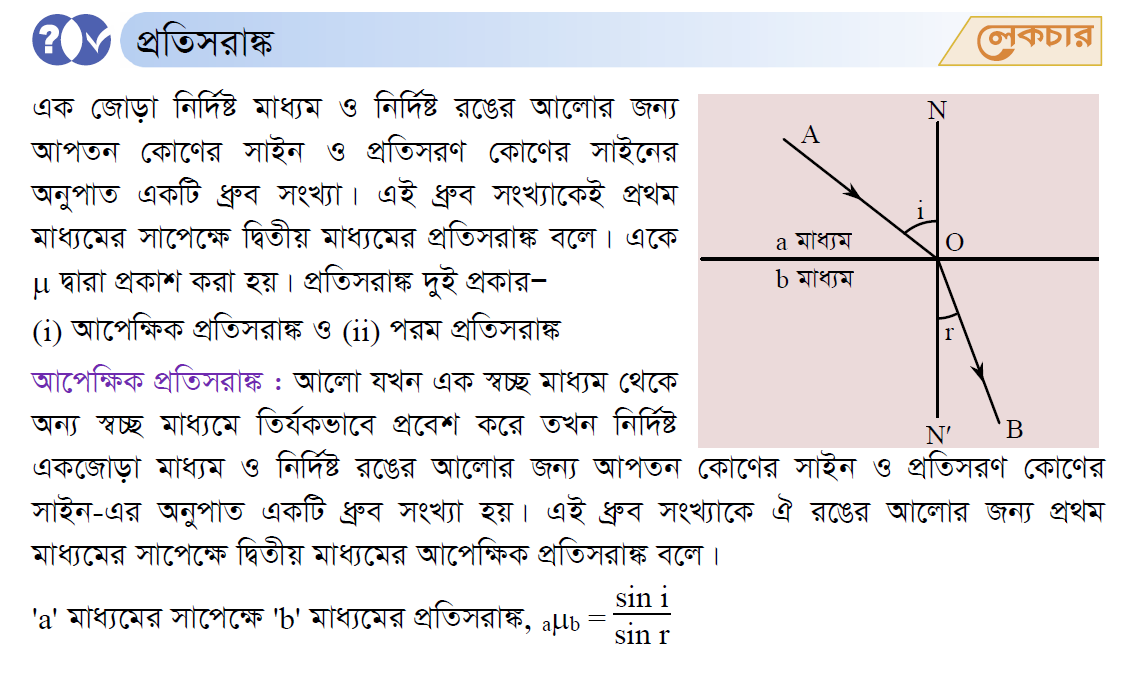 প্রতিসরাঙ্ক
লেকচার
এক জোড়া নির্দিষ্ট মাধ্যম ও নির্দিষ্ট রঙের আলোর জন্য
আপতন কোণের সাইন ও প্রতিসরণ কোণের সাইনের
অনুপাত একটি ধ্রুব সংখ্যা। এই ধ্রুব সংখ্যাকেই প্রথম
মাধ্যমের সাপেক্ষে দ্বিতীয় মাধ্যমের প্রতিসরাঙ্ক বলে। একে
μ দ্বারা প্রকাশ করা হয়। প্রতিসরাঙ্ক দুই প্রকার−
(i) আপেক্ষিক প্রতিসরাঙ্ক ও (ii) পরম প্রতিসরাঙ্ক
আপেক্ষিক প্রতিসরাঙ্ক : আলো যখন এক স্বচ্ছ মাধ্যম থেকে
অন্য স্বচ্ছ মাধ্যমে তির্যকভাবে প্রবেশ করে তখন নির্দিষ্ট
একজোড়া মাধ্যম ও নির্দিষ্ট রঙের আলোর জন্য আপতন কোণের সাইন ও প্রতিসরণ কোণের
সাইন-এর অনুপাত একটি ধ্রুব সংখ্যা হয়। এই ধ্রুব সংখ্যাকে ঐ রঙের আলোর জন্য প্রথম
মাধ্যমের সাপেক্ষে দ্বিতীয় মাধ্যমের আপেক্ষিক প্রতিসরাঙ্ক বলে।
'a' মাধ্যমের সাপেক্ষে 'b' মাধ্যমের প্রতিসরাঙ্ক, ₐμb = sin i / sin r
N
A
i
a মাধ্যম
O
b মাধ্যম
r
N′
B